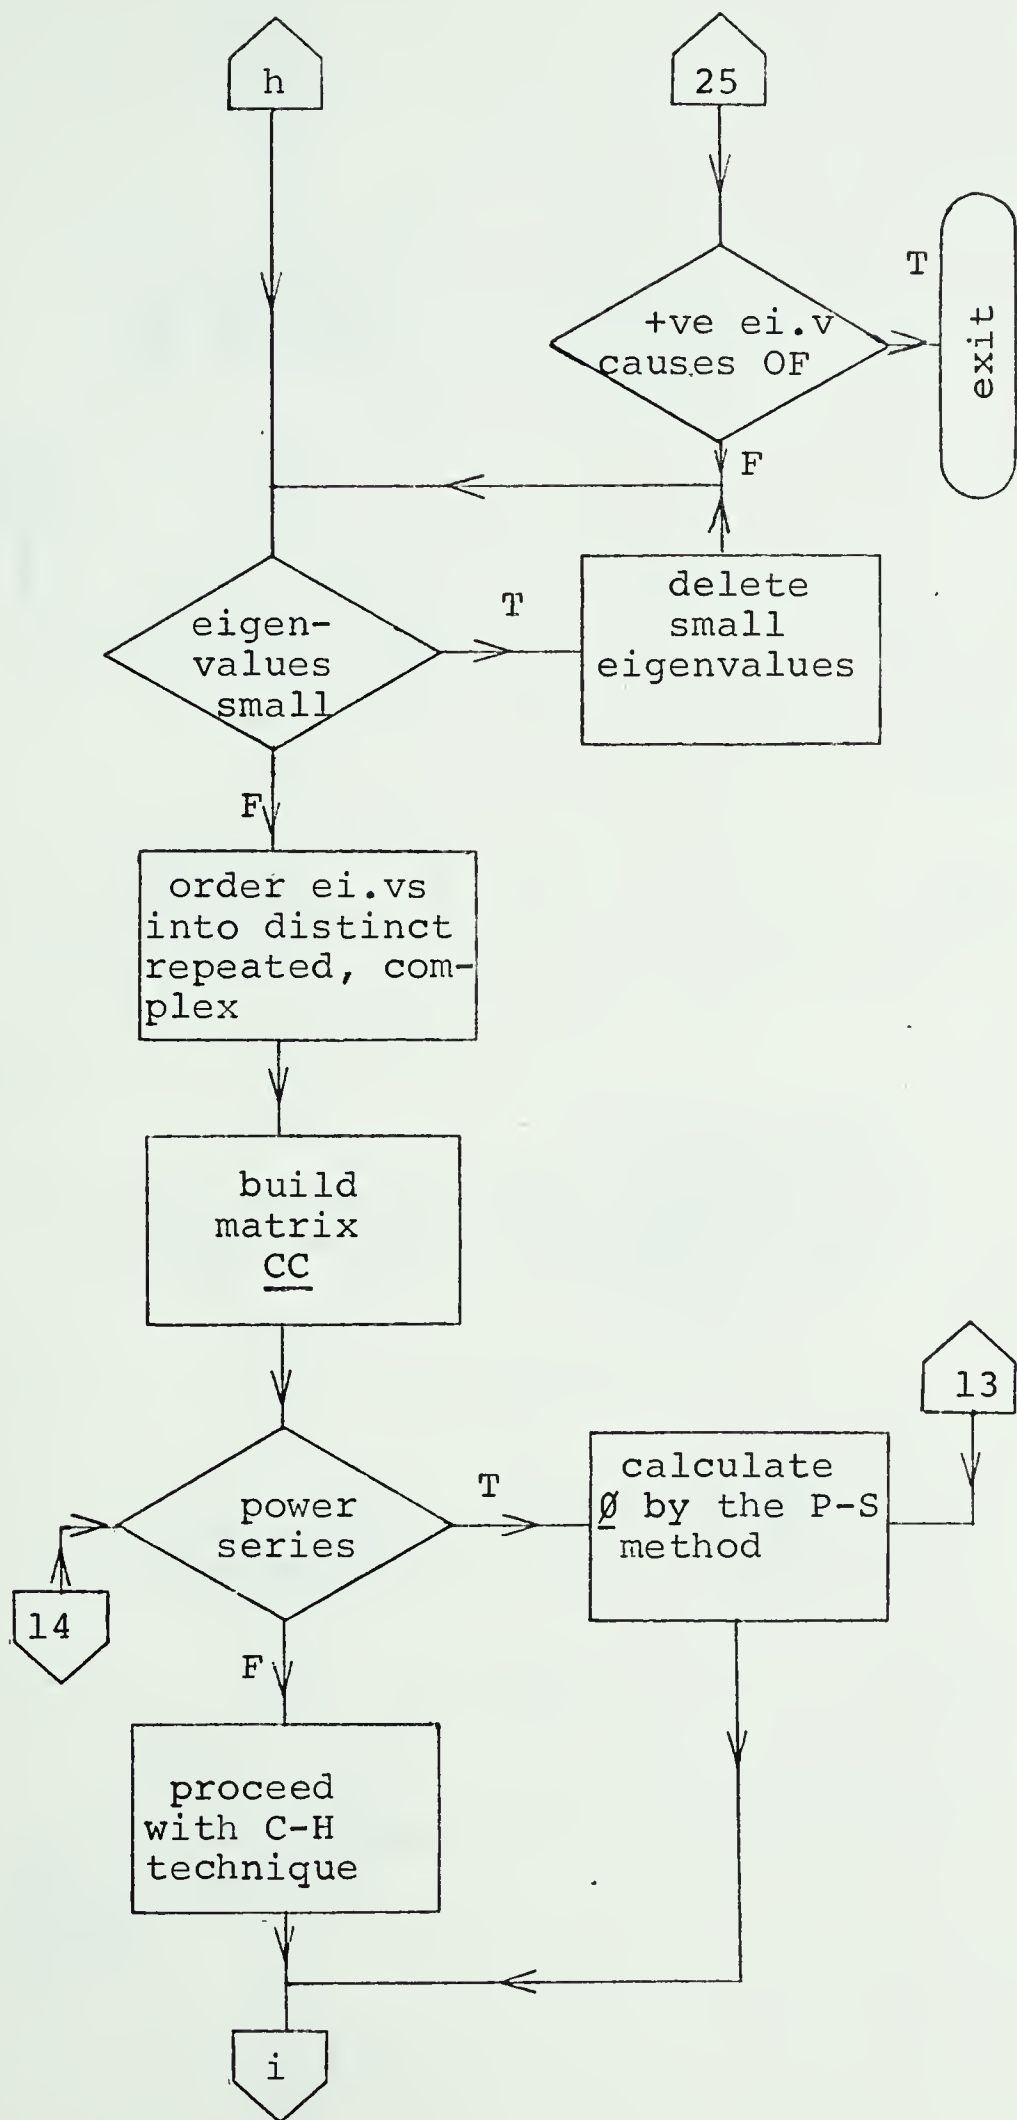 h
25
+ve ei.v
causes OF
T
exit
F
eigen-
values
small
T
delete
small
eigenvalues
F
order ei.vs
into distinct
repeated, com-
plex
build
matrix
CC
13
power
series
T
calculate
Ø by the P-S
method
14
F
proceed
with C-H
technique
i